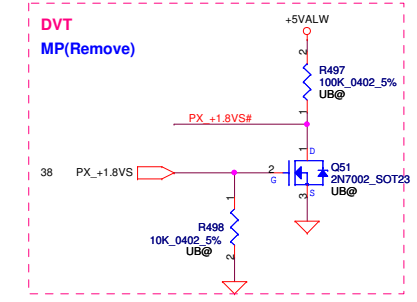 DVT
MP(Remove)
+5VALW
2
R497
100K_0402_5%
UB@
1
PX_+1.8VS#
1
D
38
PX_+1.8VS
2
G
Q51
2N7002_SOT23
UB@
S
3
1
R498
10K_0402_5%
UB@
2